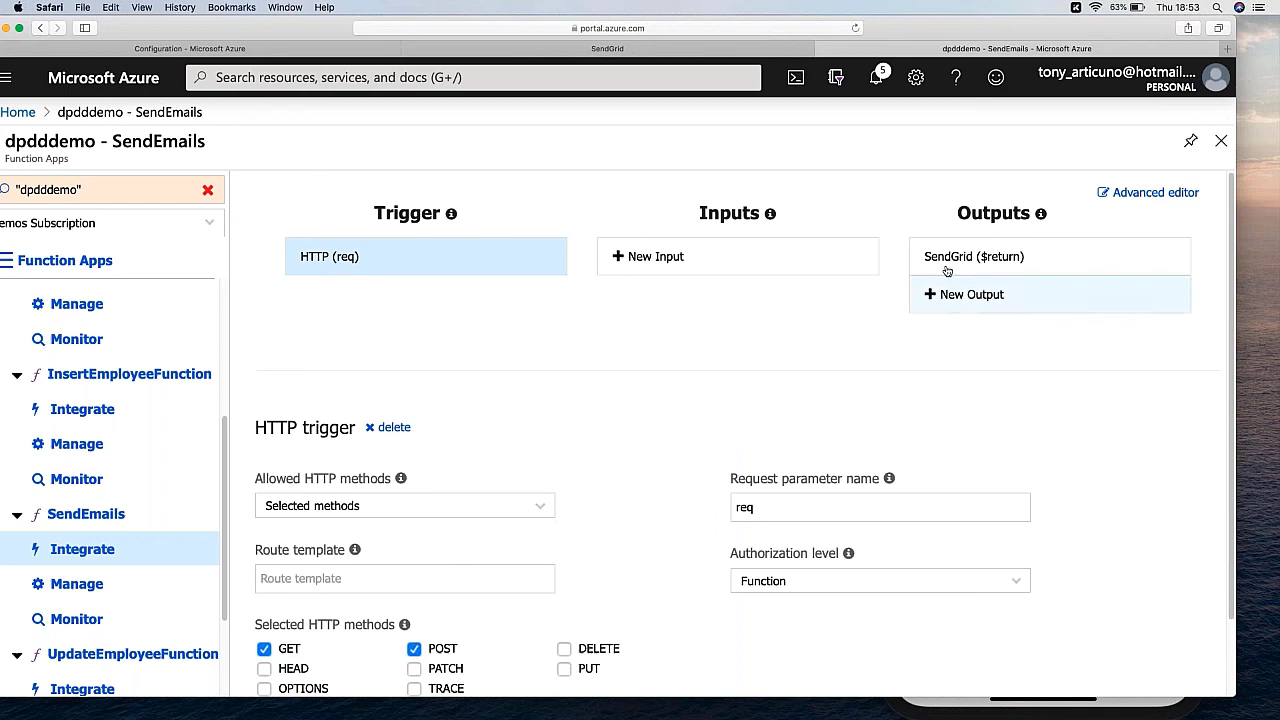 Safari File Edit View History Bookmarks Window Help 63% Thu 18:53
portal.azure.com
Configuration - Microsoft Azure SendGrid dpdddemo - SendEmails - Microsoft Azure
Microsoft Azure Search resources, services, and docs (G+/) 5 tony_articuno@hotmail....
PERSONAL
Home > dpdddemo - SendEmails
dpdddemo - SendEmails
Function Apps
"dpdddemo"
emos Subscription
Function Apps
Manage
Monitor
InsertEmployeeFunction
Integrate
Manage
Monitor
SendEmails
Integrate
Manage
Monitor
UpdateEmployeeFunction
Integrate
Advanced editor
Trigger Inputs Outputs
HTTP (req) New Input SendGrid ($return)
New Output
HTTP trigger delete
Allowed HTTP methods Request parameter name
Selected methods req
Route template Authorization level
Route template Function
Selected HTTP methods
GET POST DELETE
HEAD PATCH PUT
OPTIONS TRACE